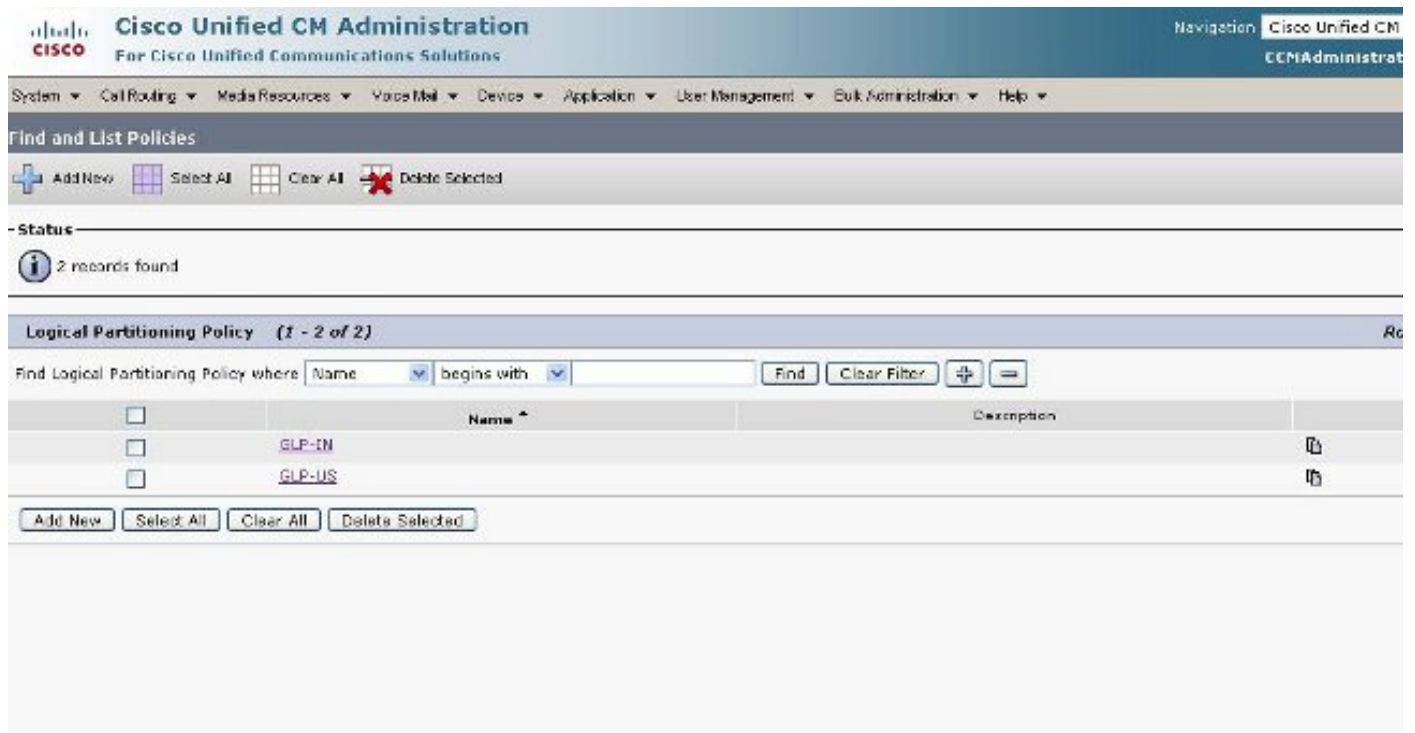 CISCO
Cisco Unified CM Administration
For Cisco Unified Communications Solutions
Navigation Cisco Unified CM
CCMAdministrat
System Call Routing Media Resources Voice Mail Device Application User Management Bulk Administration Help
Find and List Policies
Add New Select All Clear All Delete Selected
Status
2 records found
Logical Partitioning Policy (1 - 2 of 2) Ro
Find Logical Partitioning Policy where Name begins with Find Clear Filter
Name Description
GLP-IN
GLP-US
Add New Select All Clear All Delete Selected